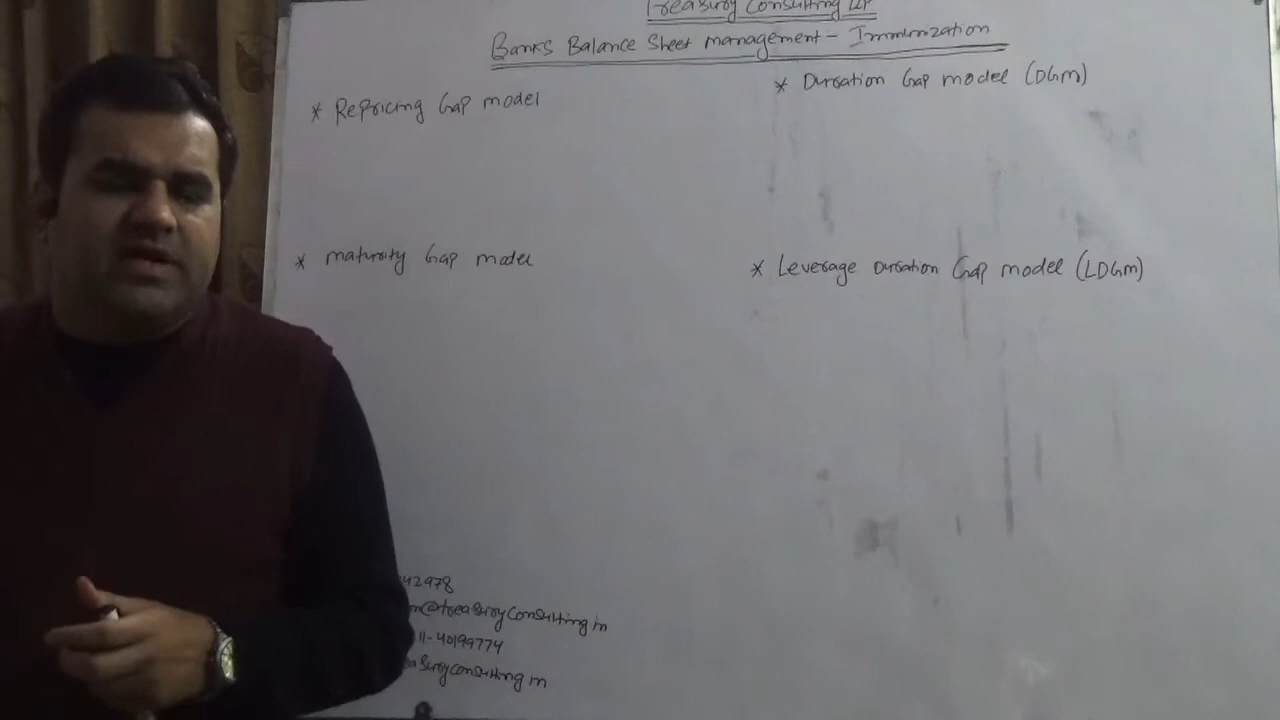 Treasury Consulting LLP
Banks Balance Sheet management - Immunization
* Repricing Gap model
* Duration Gap model (DGM)
* maturity Gap model
* Leverage Duration Gap model (LDGM)
42978
@treasuryconsulting.in
11-40199774
asuryconsulting.in